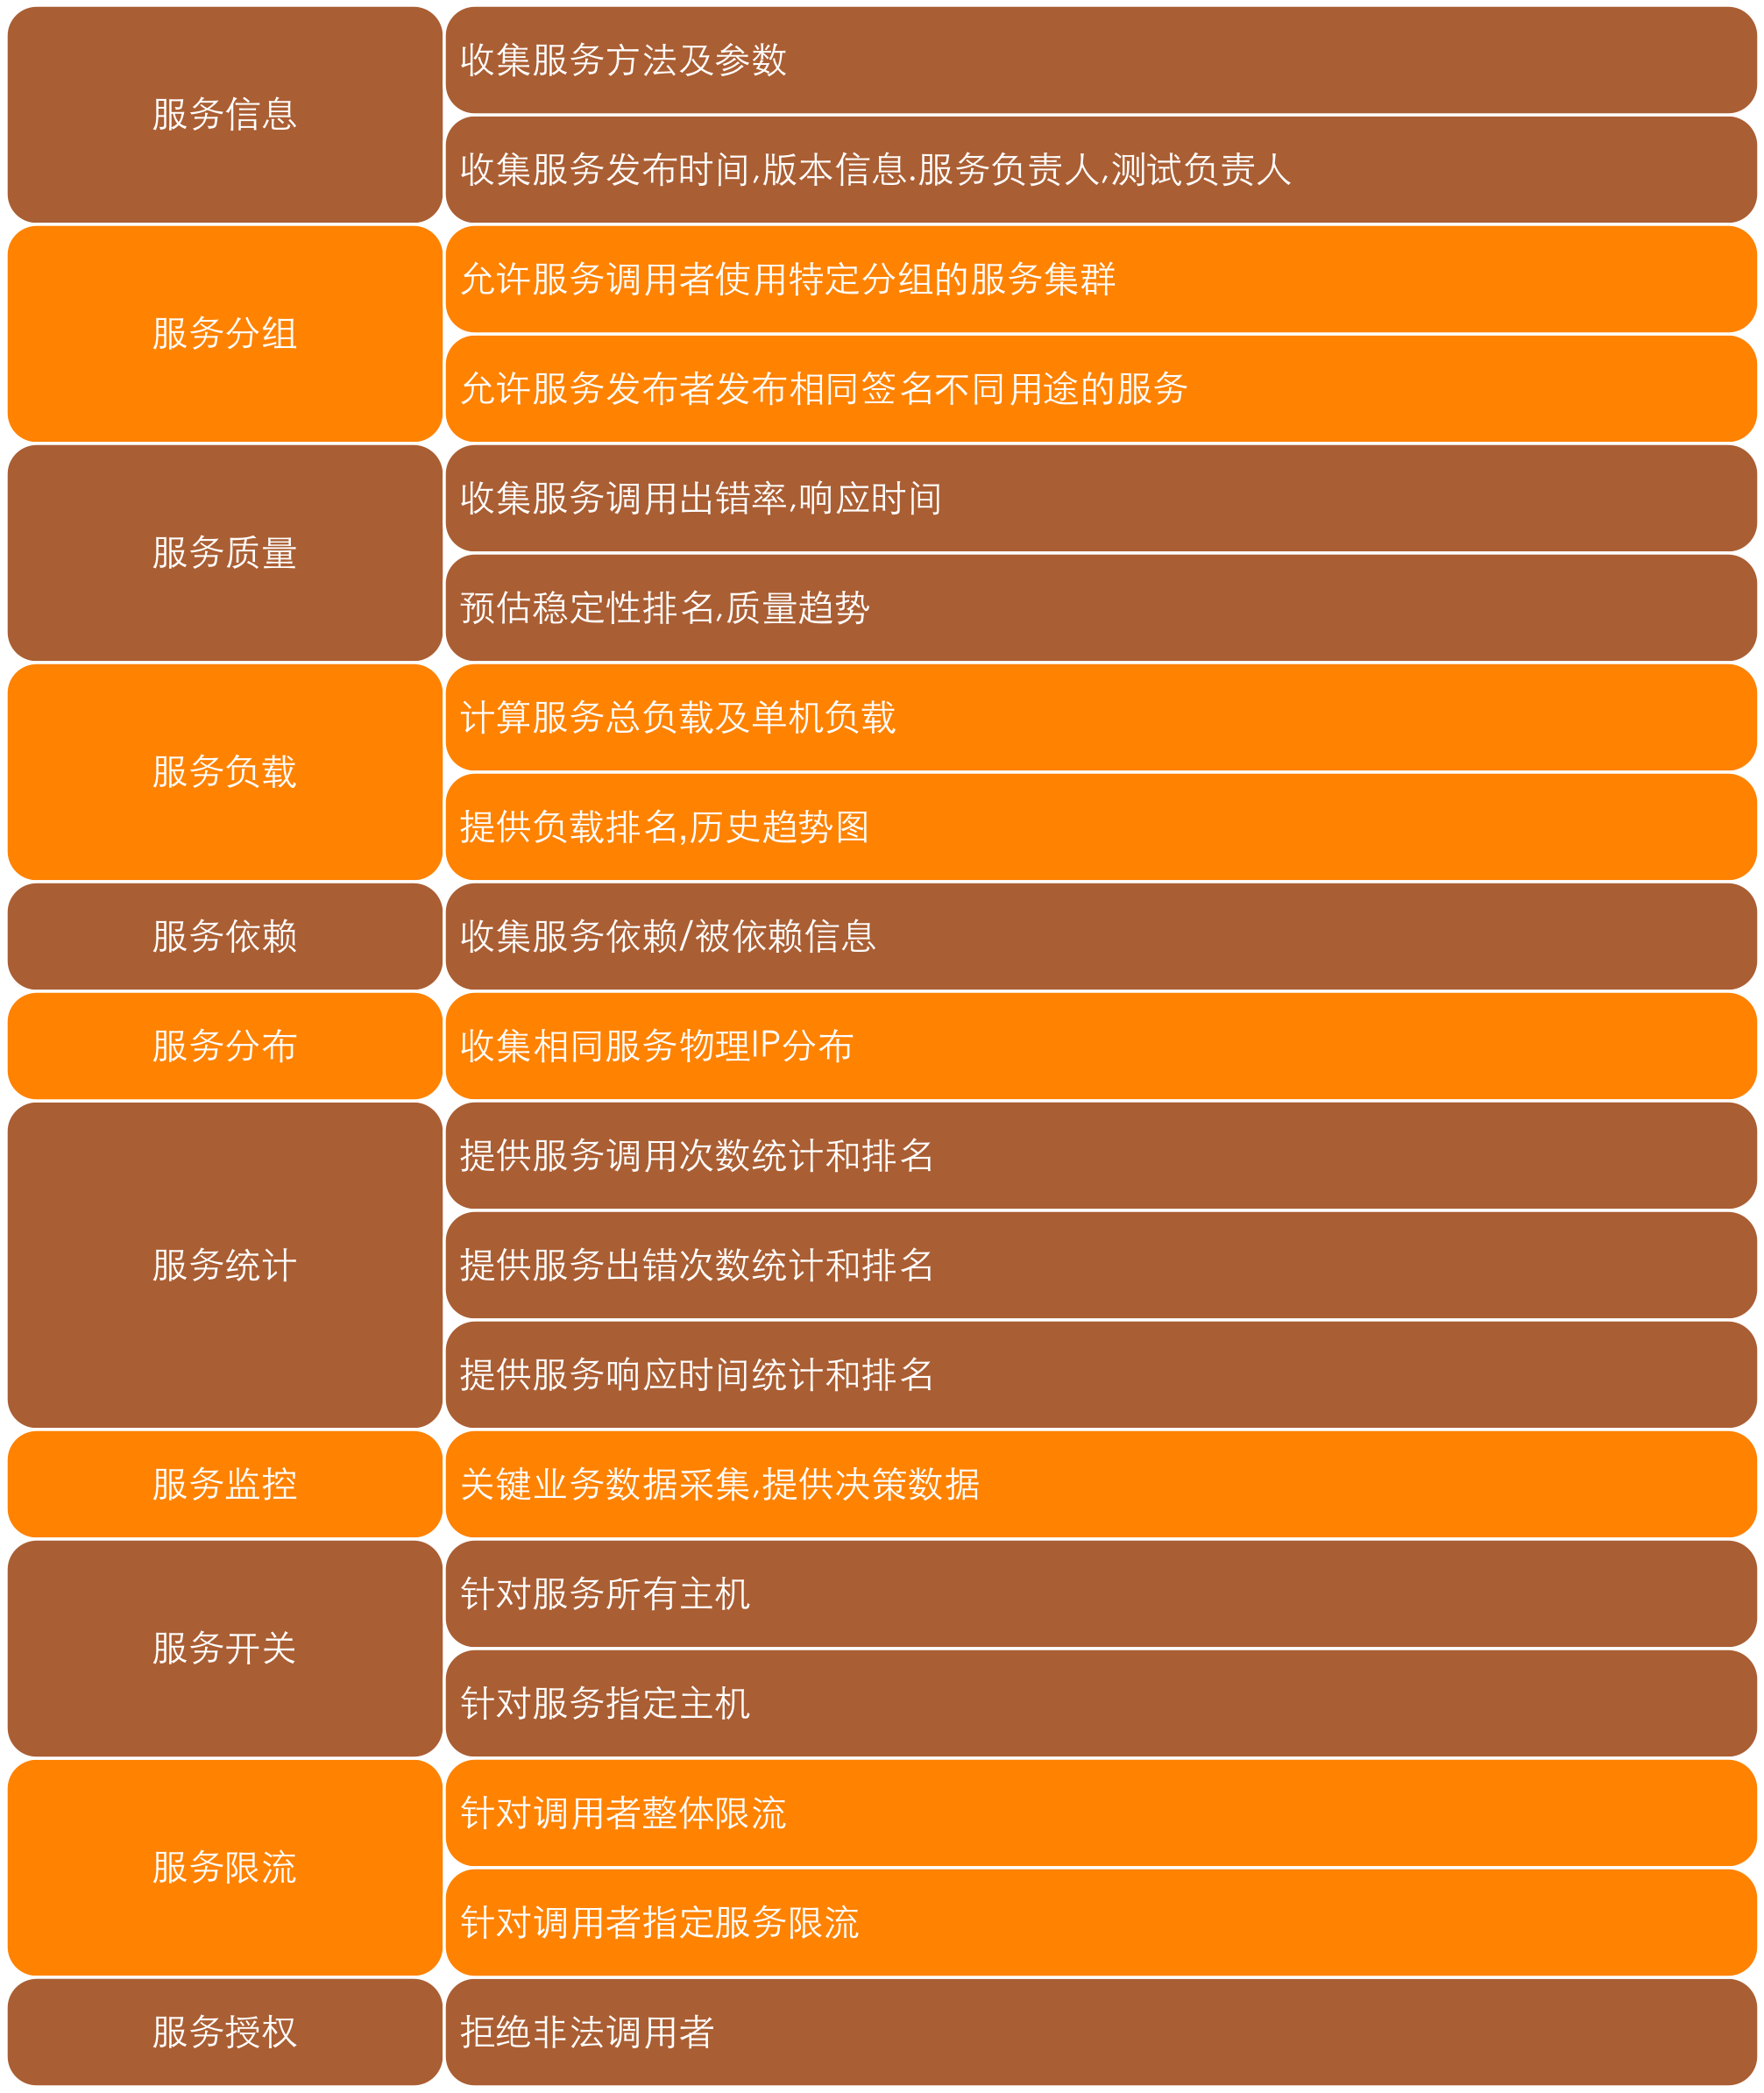 服务信息
收集服务方法及参数
收集服务发布时间,版本信息.服务负责人,测试负责人
服务分组
允许服务调用者使用特定分组的服务集群
允许服务发布者发布相同签名不同用途的服务
服务质量
收集服务调用出错率,响应时间
预估稳定性排名,质量趋势
服务负载
计算服务总负载及单机负载
提供负载排名,历史趋势图
服务依赖
收集服务依赖/被依赖信息
服务分布
收集相同服务物理IP分布
服务统计
提供服务调用次数统计和排名
提供服务出错次数统计和排名
提供服务响应时间统计和排名
服务监控
关键业务数据采集,提供决策数据
服务开关
针对服务所有主机
针对服务指定主机
服务限流
针对调用者整体限流
针对调用者指定服务限流
服务授权
拒绝非法调用者